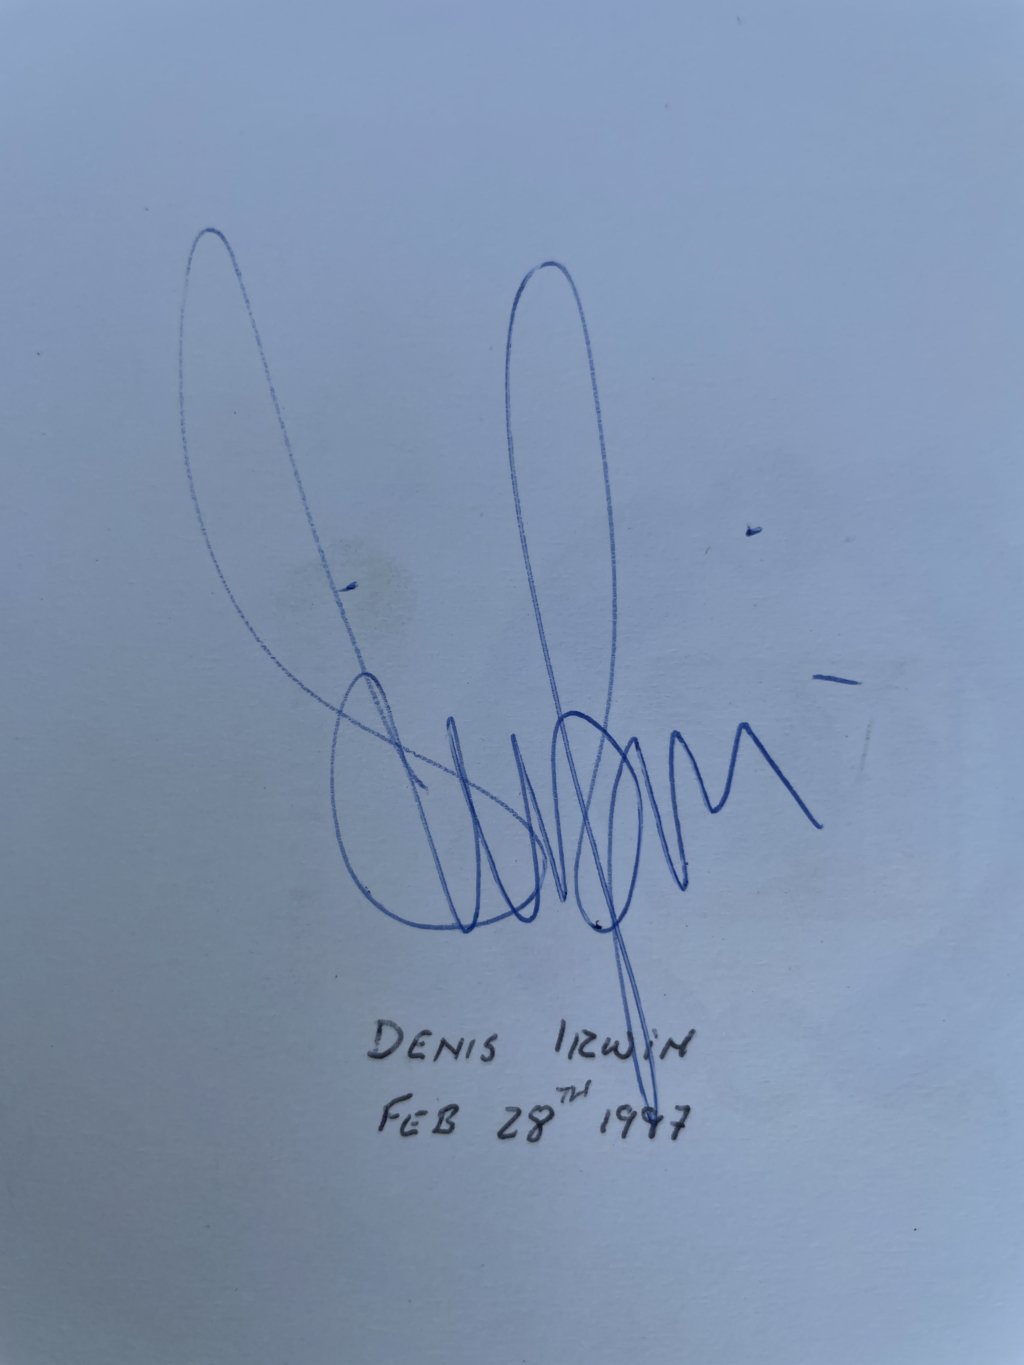 DENIS IRWIN
FEB 28TH 1997